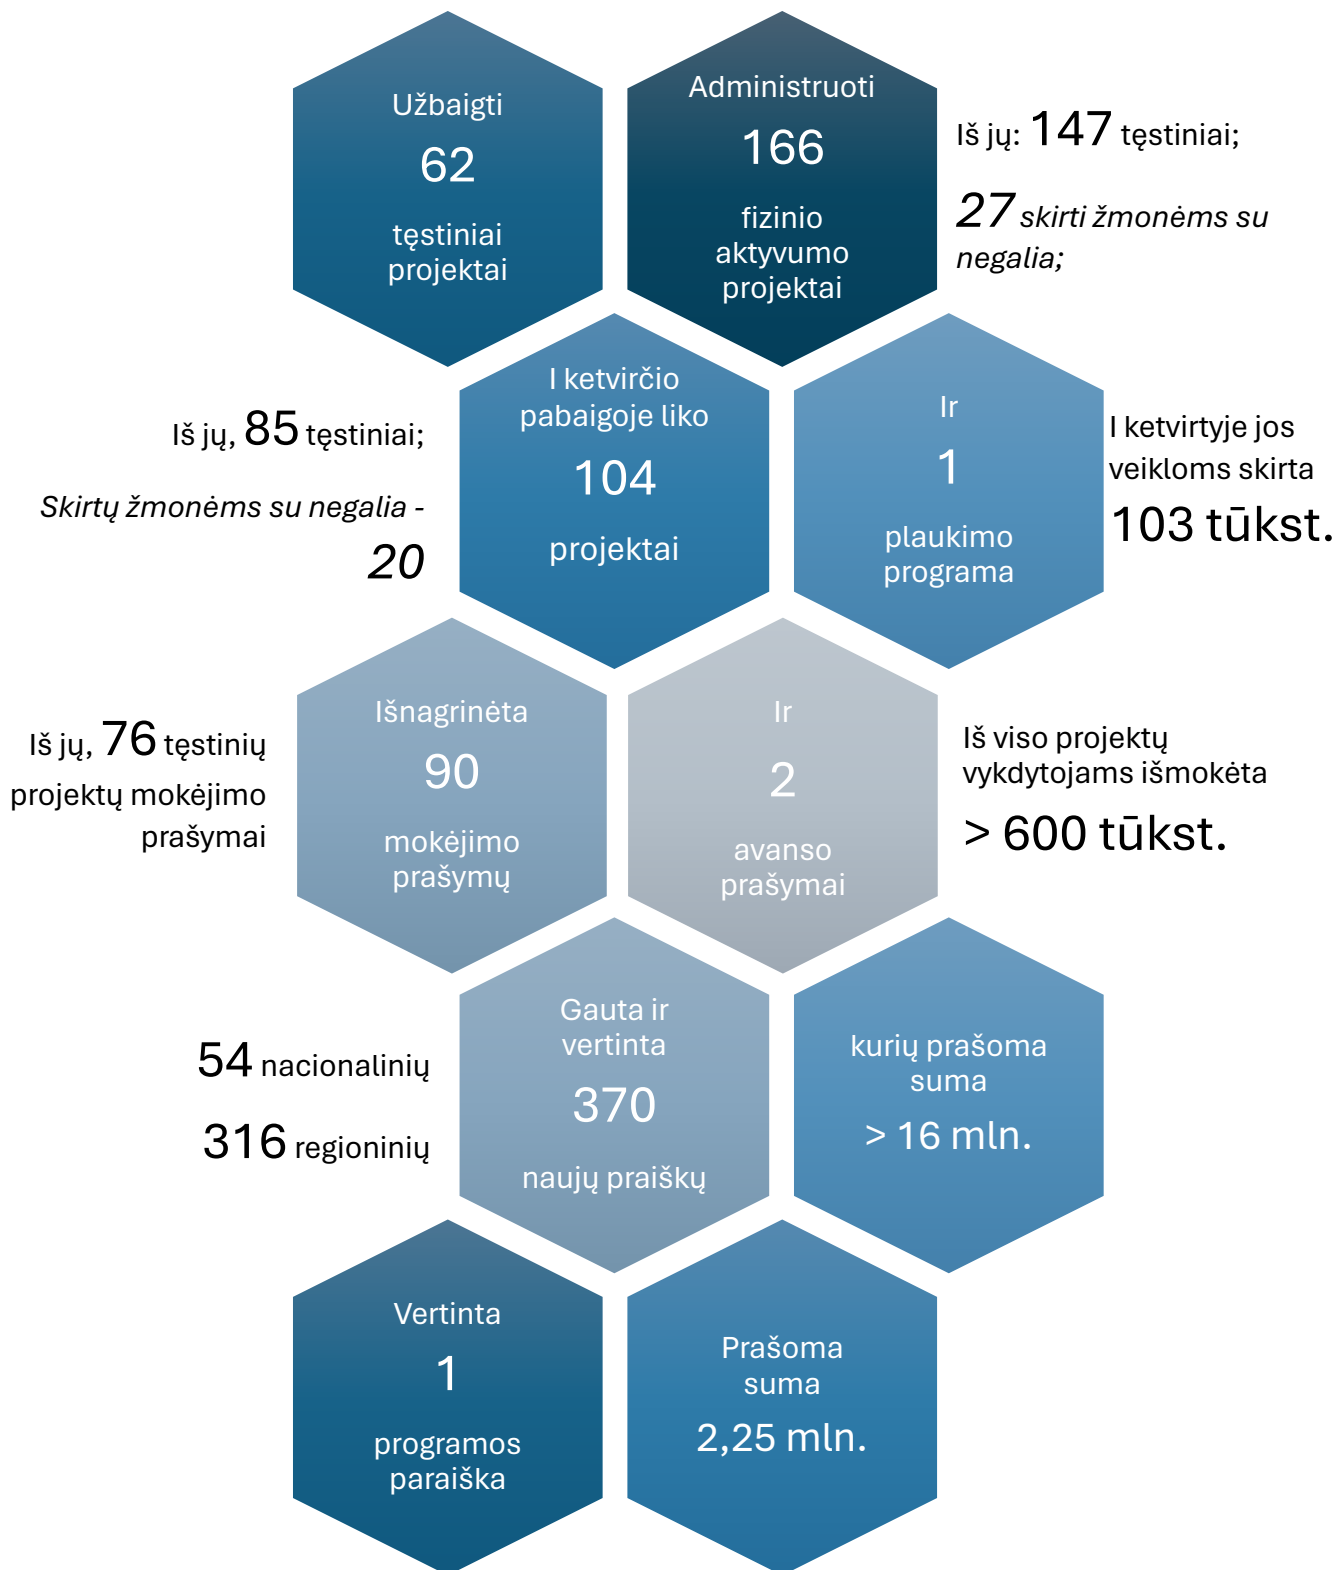 Užbaigti
62
tęstiniai
projektai
Administruoti
166
fizinio
aktyvumo
projektai
Iš jų: 147 tęstiniai;
27 skirti žmonėms su
negalia;
Iš jų, 85 tęstiniai;
Skirtų žmonėms su negalia -
20
I ketvirčio
pabaigoje liko
104
projektai
Ir
1
plaukimo
programa
I ketvirtyje jos
veikloms skirta
103 tūkst.
Iš jų, 76 tęstinių
projektų mokėjimo
prašymai
Išnagrinėta
90
mokėjimo
prašymų
Ir
2
avanso
prašymai
Iš viso projektų
vykdytojams išmokėta
> 600 tūkst.
54 nacionalinių
316 regioninių
Gauta ir
vertinta
370
naujų praiškų
kurių prašoma
suma
> 16 mln.
Vertinta
1
programos
paraiška
Prašoma
suma
2,25 mln.